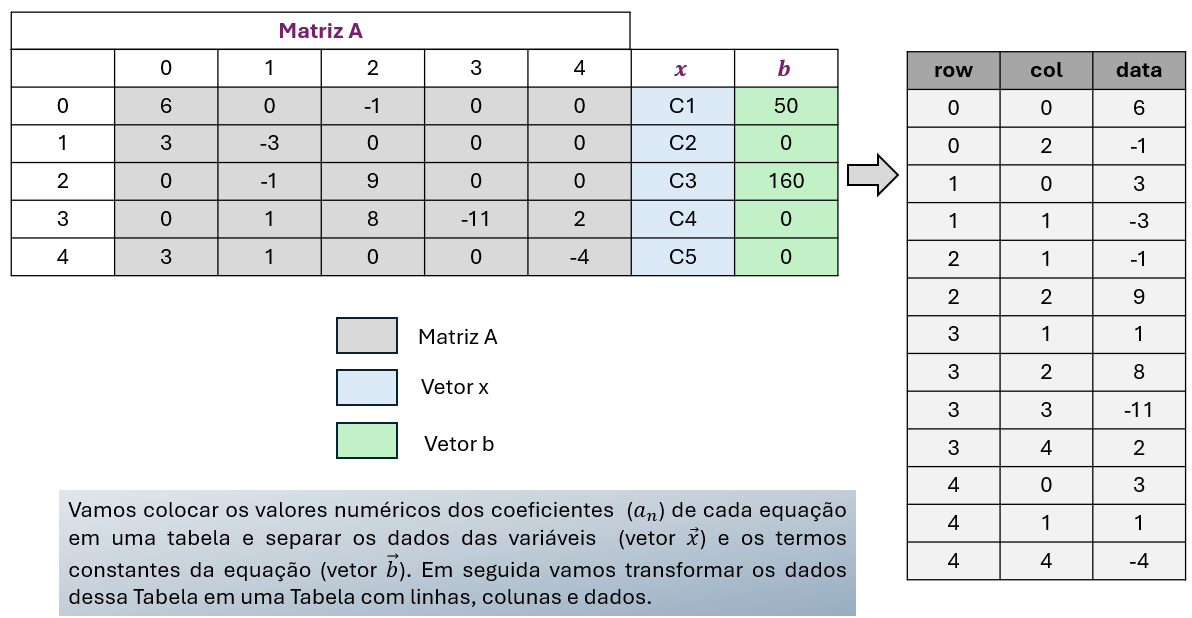 Matriz A
0 1 2 3 4 x b
0 6 0 -1 0 0 C1 50
1 3 -3 0 0 0 C2 0
2 0 -1 9 0 0 C3 160
3 0 1 8 -11 2 C4 0
4 3 1 0 0 -4 C5 0
Matriz A
Vetor x
Vetor b
Vamos colocar os valores numéricos dos coeficientes (aₙ) de cada equação
em uma tabela e separar os dados das variáveis (vetor x⃗) e os termos
constantes da equação (vetor b⃗). Em seguida vamos transformar os dados
dessa Tabela em uma Tabela com linhas, colunas e dados.
row col data
0 0 6
0 2 -1
1 0 3
1 1 -3
2 1 -1
2 2 9
3 1 1
3 2 8
3 3 -11
3 4 2
4 0 3
4 1 1
4 4 -4